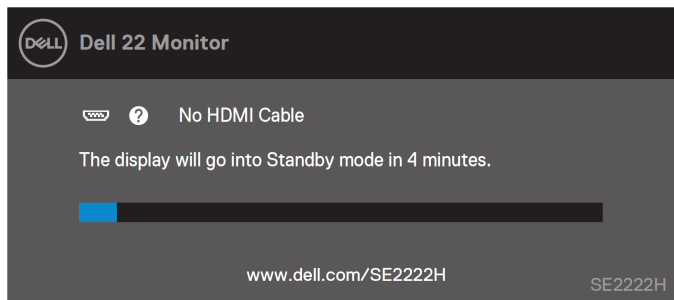 DELL Dell 22 Monitor
? No HDMI Cable
The display will go into Standby mode in 4 minutes.
www.dell.com/SE2222H
SE2222H